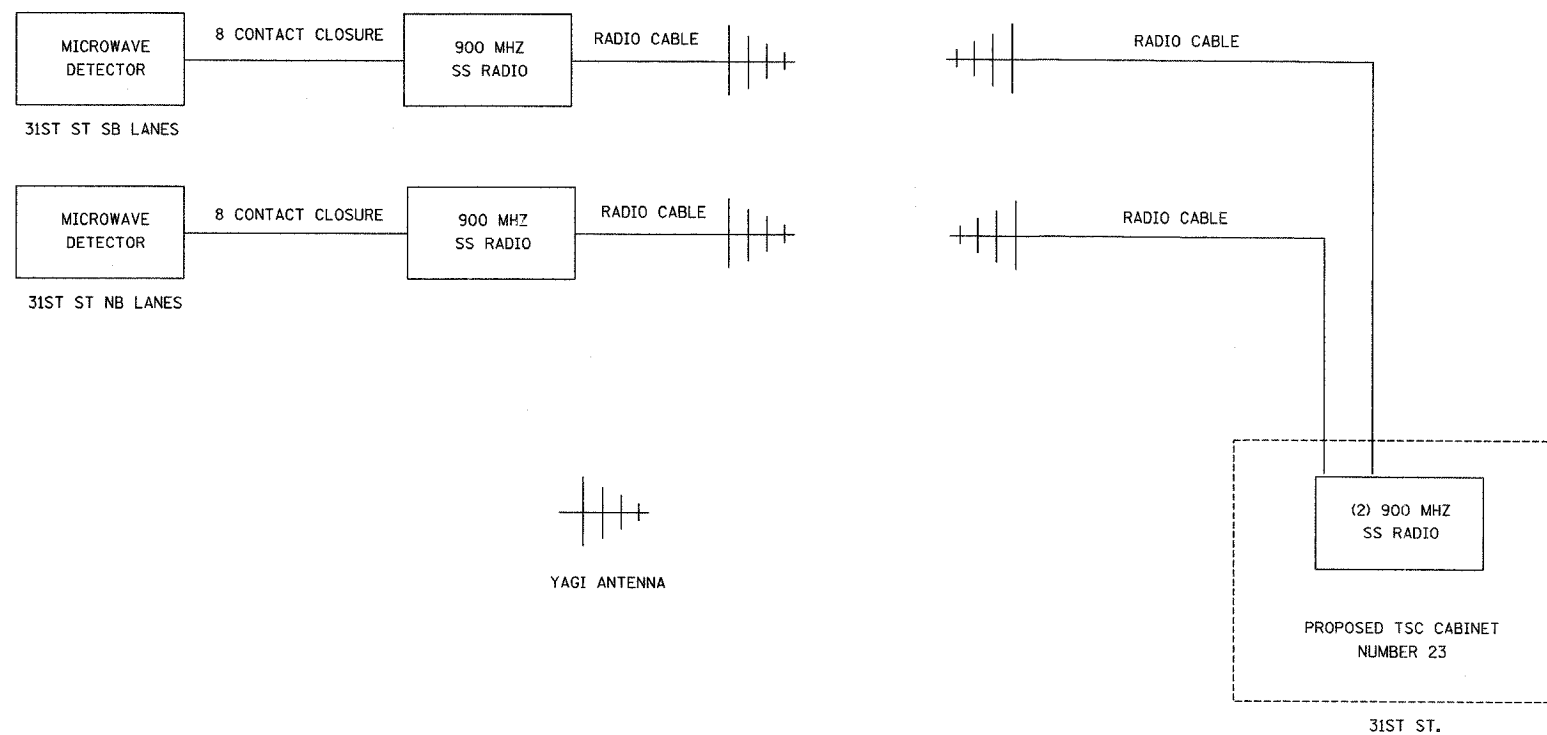 MICROWAVE
DETECTOR
8 CONTACT CLOSURE
900 MHZ
SS RADIO
RADIO CABLE
RADIO CABLE
31ST ST SB LANES
MICROWAVE
DETECTOR
8 CONTACT CLOSURE
900 MHZ
SS RADIO
RADIO CABLE
RADIO CABLE
31ST ST NB LANES
YAGI ANTENNA
(2) 900 MHZ
SS RADIO
PROPOSED TSC CABINET
NUMBER 23
31ST ST.